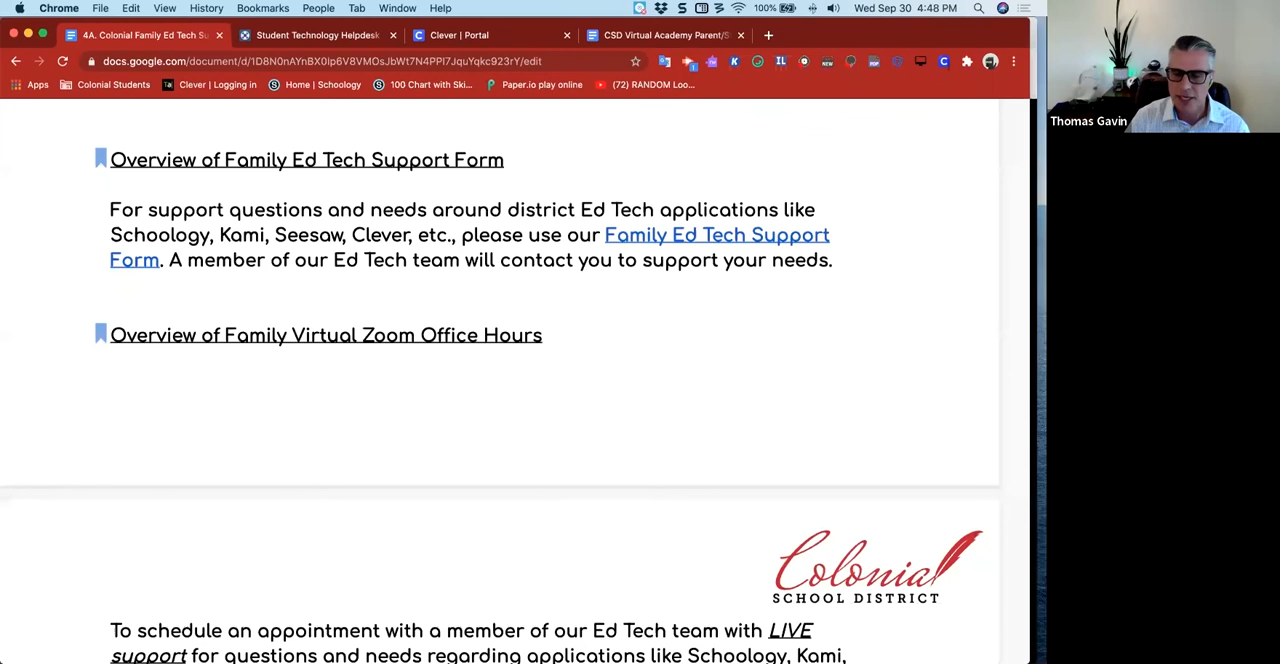 Chrome File Edit View History Bookmarks People Tab Window Help 100% Wed Sep 30 4:48 PM
4A. Colonial Family Ed Tech Su Student Technology Helpdesk Clever | Portal CSD Virtual Academy Parent/S
docs.google.com/document/d/1D8N0nAYnBX0lp6V8VMOsJbWt7N4PPl7JquYqkc923rY/edit
Apps Colonial Students Clever | Logging in Home | Schoology 100 Chart with Ski... Paper.io play online (72) RANDOM Loo...
Thomas Gavin
Overview of Family Ed Tech Support Form
For support questions and needs around district Ed Tech applications like
Schoology, Kami, Seesaw, Clever, etc., please use our Family Ed Tech Support
Form. A member of our Ed Tech team will contact you to support your needs.
Overview of Family Virtual Zoom Office Hours
Colonial
SCHOOL DISTRICT
To schedule an appointment with a member of our Ed Tech team with LIVE
support for questions and needs regarding applications like Schoology, Kami,